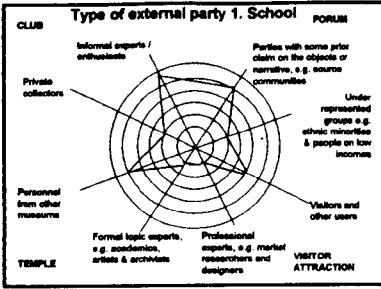 Type of external party 1. School
CLUB
FORUM
Informal experts /
enthusiasts
Parties with some prior
claim on the objects or
narrative, e.g. source
communities
Private
collectors
Under
represented
groups e.g.
ethnic minorities
& people on low
incomes
Personnel
from other
museums
Visitors and
other users
Formal topic experts,
e.g. academics,
artists & archivists
Professional
experts, e.g. market
researchers and
designers
TEMPLE
VISITOR
ATTRACTION